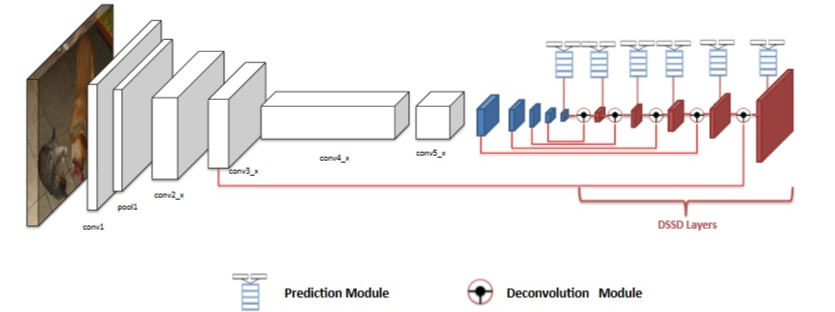 conv1
pool1
conv2_x
conv3_x
conv4_x
conv5_x
DSSD Layers
Prediction Module
Deconvolution Module